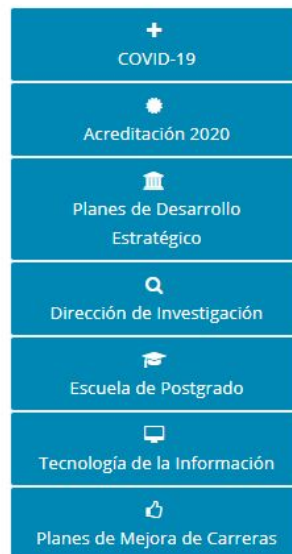 COVID-19
Acreditación 2020
Planes de Desarrollo
Estratégico
Dirección de Investigación
Escuela de Postgrado
Tecnología de la Información
Planes de Mejora de Carreras